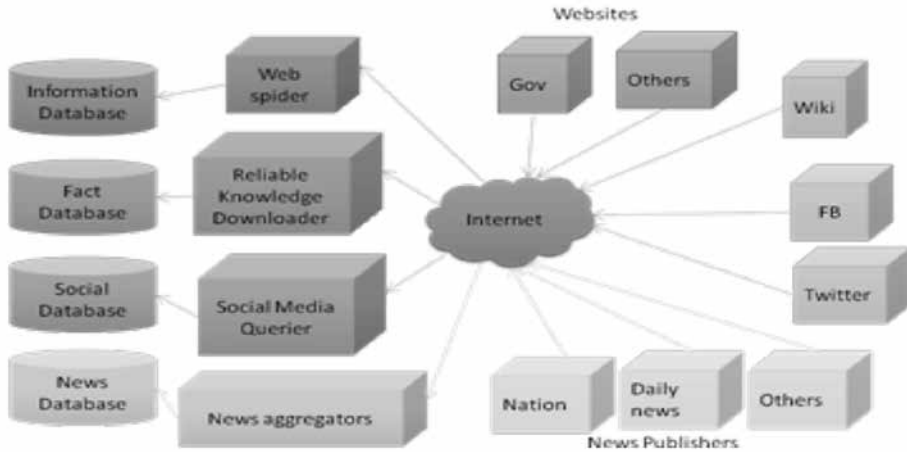 Websites
Information
Database
Web
spider
Gov
Others
Wiki
Fact
Database
Reliable
Knowledge
Downloader
Internet
FB
Social
Database
Social Media
Querier
Twitter
News
Database
News aggregators
Nation
Daily
news
Others
News Publishers